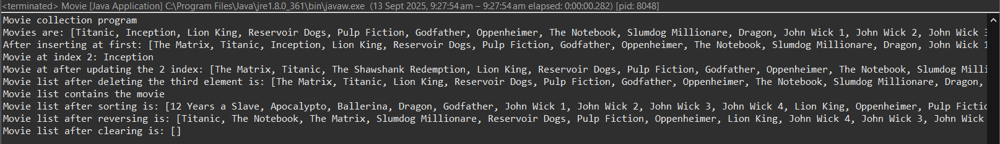 <terminated> Movie [Java Application] C:\Program Files\Java\jre1.8.0_361\bin\javaw.exe (13 Sept 2025, 9:27:54 am – 9:27:54 am elapsed: 0:00:00.282) [pid: 8048]
Movie collection program
Movies are: [Titanic, Inception, Lion King, Reservoir Dogs, Pulp Fiction, Godfather, Oppenheimer, The Notebook, Slumdog Millionare, Dragon, John Wick 1, John Wick 2, John Wick 3
After inserting at first: [The Matrix, Titanic, Inception, Lion King, Reservoir Dogs, Pulp Fiction, Godfather, Oppenheimer, The Notebook, Slumdog Millionare, Dragon, John Wick 1
Movie at index 2: Inception
Movie at after updating the 2 index: [The Matrix, Titanic, The Shawshank Redemption, Lion King, Reservoir Dogs, Pulp Fiction, Godfather, Oppenheimer, The Notebook, Slumdog Milli
Movie list after deleting the third element is: [The Matrix, Titanic, Lion King, Reservoir Dogs, Pulp Fiction, Godfather, Oppenheimer, The Notebook, Slumdog Millionare, Dragon,
Movie list contains the movie
Movie list after sorting is: [12 Years a Slave, Apocalypto, Ballerina, Dragon, Godfather, John Wick 1, John Wick 2, John Wick 3, John Wick 4, Lion King, Oppenheimer, Pulp Fictio
Movie list after reversing is: [Titanic, The Notebook, The Matrix, Slumdog Millionare, Reservoir Dogs, Pulp Fiction, Oppenheimer, Lion King, John Wick 4, John Wick 3, John Wick
Movie list after clearing is: []